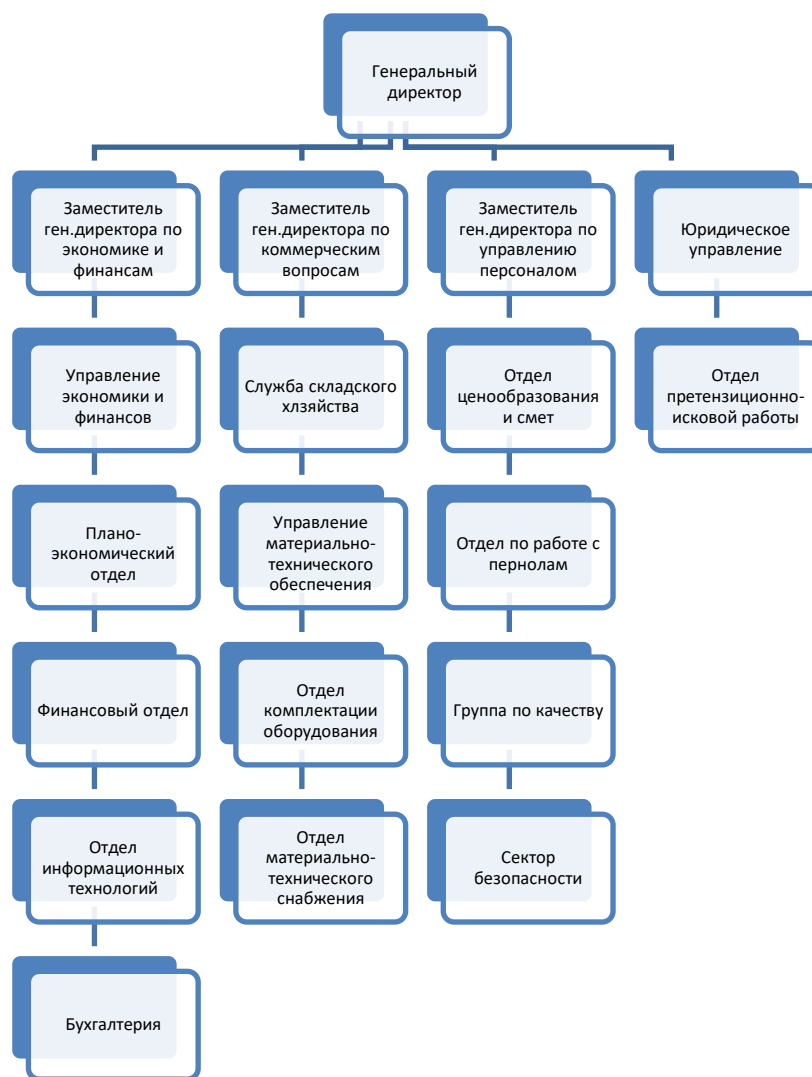 Генеральный
директор
Заместитель
ген.директора по
экономике и
финансам
Заместитель
ген.директора по
коммерческим
вопросам
Заместитель
ген.директора по
управлению
персоналом
Юридическое
управление
Управление
экономики и
финансов
Служба складского
хлзяйства
Отдел
ценообразования
и смет
Отдел
претензиционно-
исковой работы
Плано-
экономический
отдел
Управление
материально-
технического
обеспечения
Отдел по работе с
пернолам
Финансовый отдел
Отдел
комплектации
оборудования
Группа по качеству
Отдел
информационных
технологий
Отдел
материально-
технического
снабжения
Сектор
безопасности
Бухгалтерия